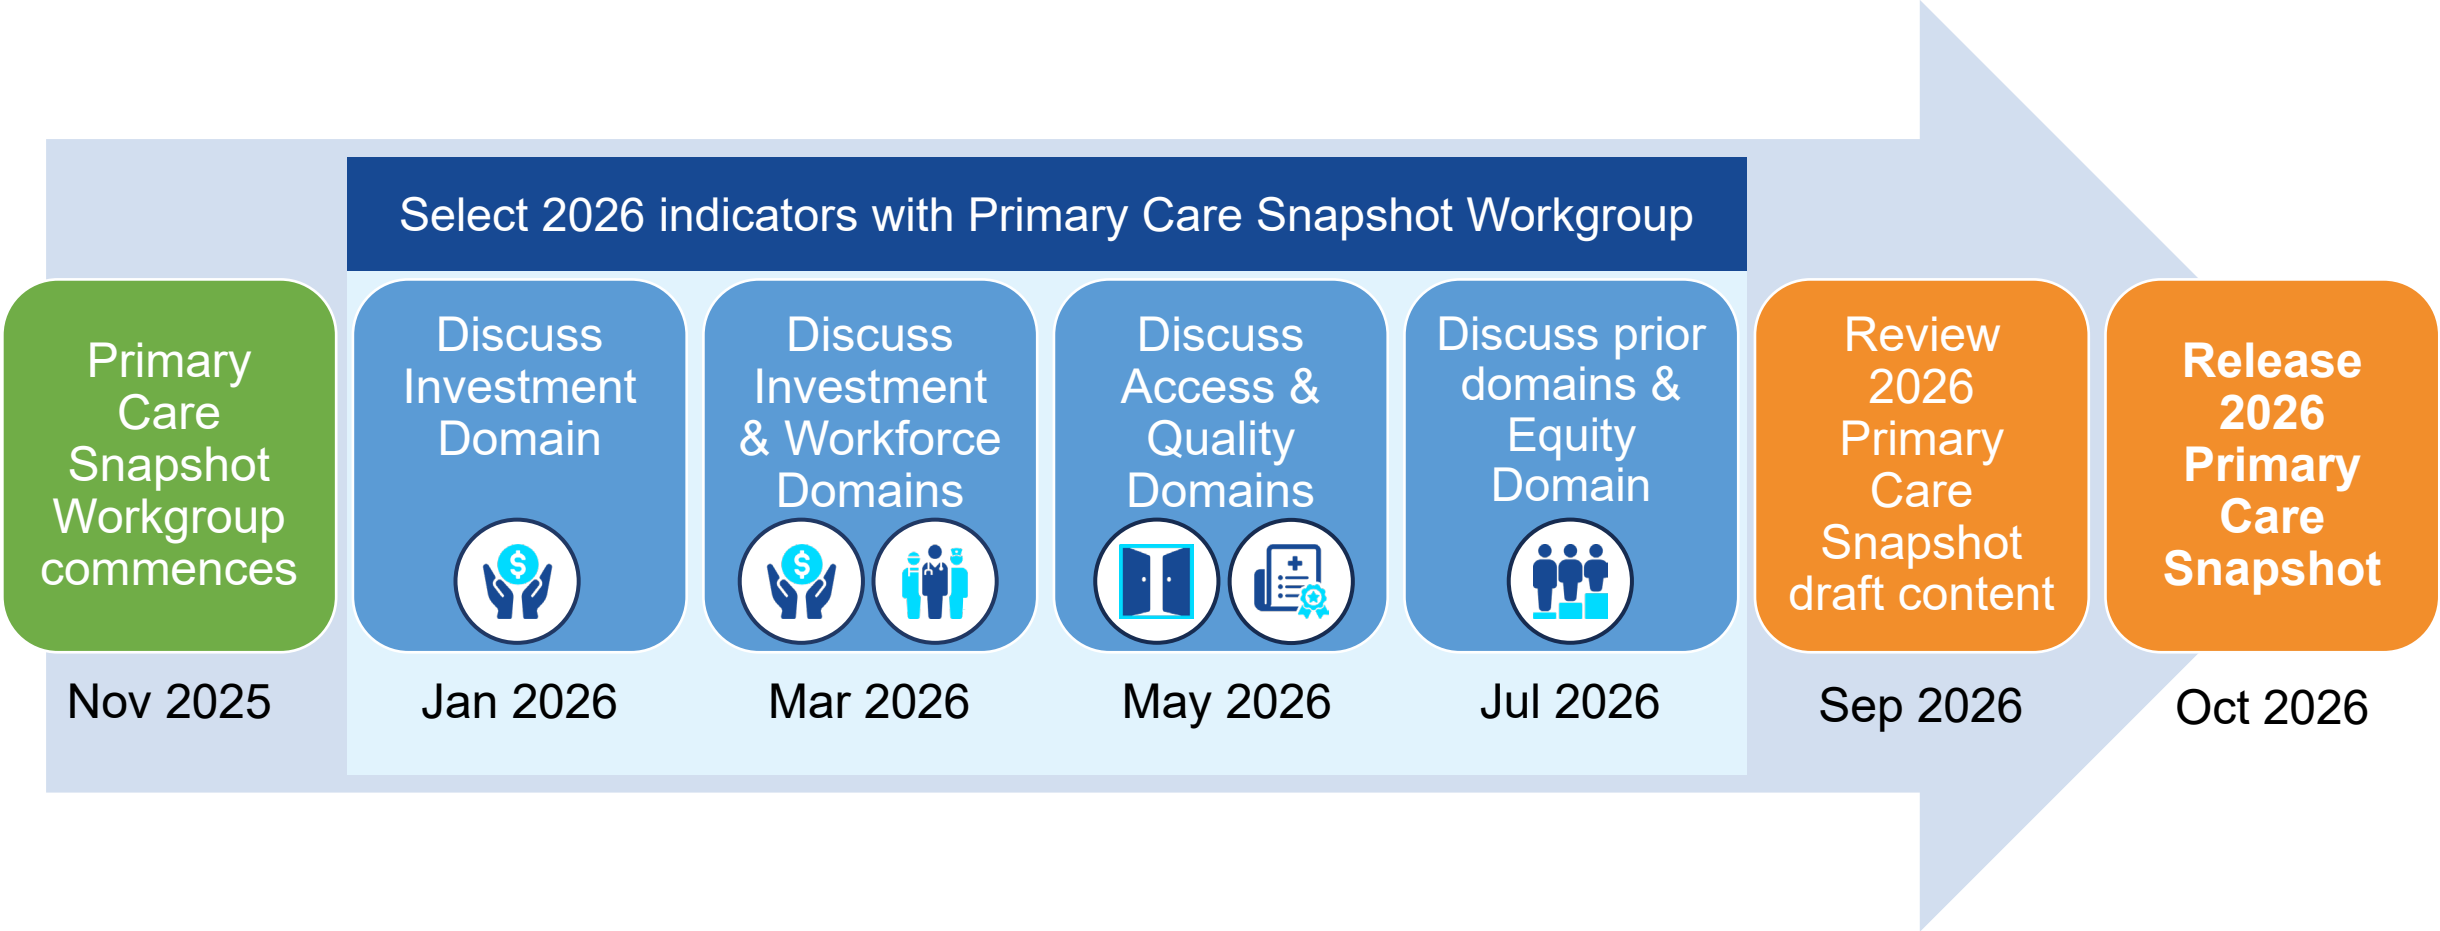 Select 2026 indicators with Primary Care Snapshot Workgroup
Primary
Care
Snapshot
Workgroup
commences
Nov 2025
Discuss
Investment
Domain
$
Jan 2026
Discuss
Investment
& Workforce
Domains
$
Mar 2026
Discuss
Access &
Quality
Domains
May 2026
Discuss prior
domains &
Equity
Domain
Jul 2026
Review
2026
Primary
Care
Snapshot
draft content
Sep 2026
Release
2026
Primary
Care
Snapshot
Oct 2026